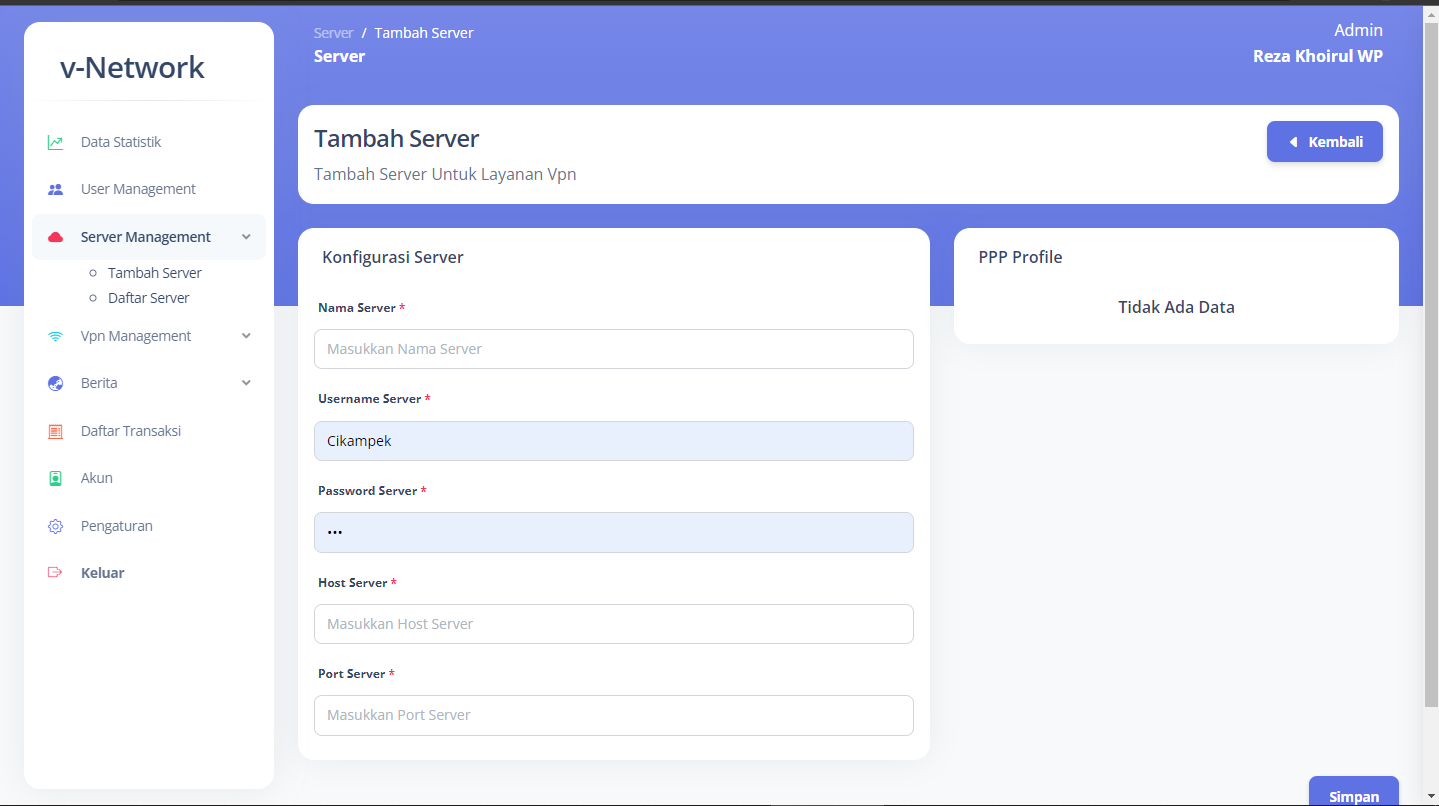 v-Network
Data Statistik
User Management
Server Management
Tambah Server
Daftar Server
Vpn Management
Berita
Daftar Transaksi
Akun
Pengaturan
Keluar
Server / Tambah Server
Server
Admin
Reza Khoirul WP
Tambah Server
Tambah Server Untuk Layanan Vpn
Kembali
Konfigurasi Server
Nama Server *
Masukkan Nama Server
Username Server *
Cikampek
Password Server *
•••
Host Server *
Masukkan Host Server
Port Server *
Masukkan Port Server
PPP Profile
Tidak Ada Data
Simpan